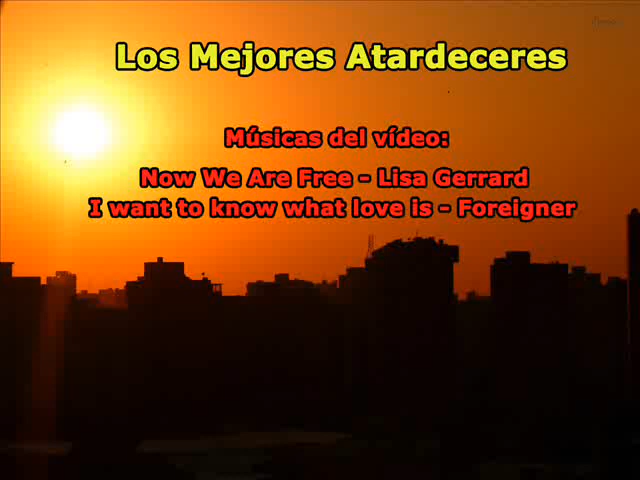 Los Mejores Atardeceres
Músicas del vídeo:
Now We Are Free - Lisa Gerrard
I want to know what love is - Foreigner